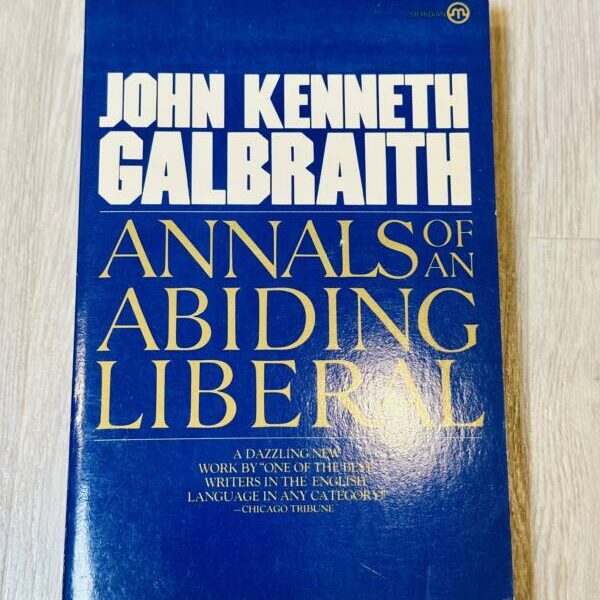 MERIDIAN
JOHN KENNETH
GALBRAITH
ANNALS OF
AN
ABIDING
LIBERAL
A DAZZLING NEW
WORK BY "ONE OF THE BEST
WRITERS IN THE ENGLISH
LANGUAGE IN ANY CATEGORY!"
—CHICAGO TRIBUNE